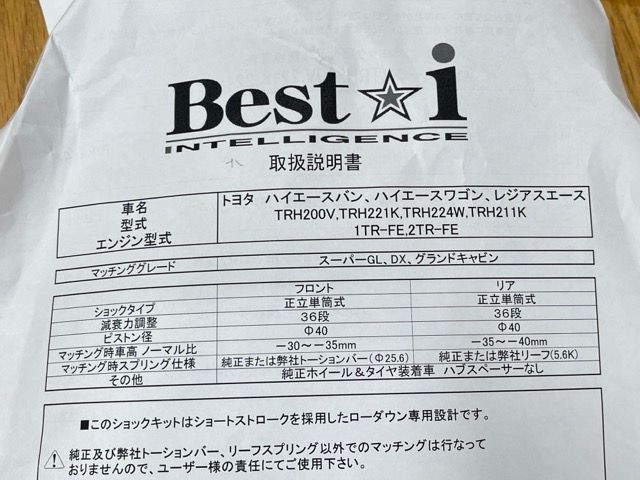 Best☆i
INTELLIGENCE
取扱説明書
車名 トヨタ ハイエースバン、ハイエースワゴン、レジアスエース
型式 TRH200V,TRH221K,TRH224W,TRH211K
エンジン型式 1TR-FE,2TR-FE
マッチンググレード スーパーGL、DX、グランドキャビン
フロント リア
ショックタイプ 正立単筒式 正立単筒式
減衰力調整 36段 36段
ピストン径 Φ40 Φ40
マッチング時車高 ノーマル比 －30～－35mm －35～－40mm
マッチング時スプリング仕様 純正または弊社トーションバー(Φ25.6) 純正または弊社リーフ(5.6K)
その他 純正ホイール＆タイヤ装着車 ハブスペーサーなし
■このショックキットはショートストロークを採用したローダウン専用設計です。
純正及び弊社トーションバー、リーフスプリング以外でのマッチングは行なって
おりませんので、ユーザー様の責任にてご使用下さい。